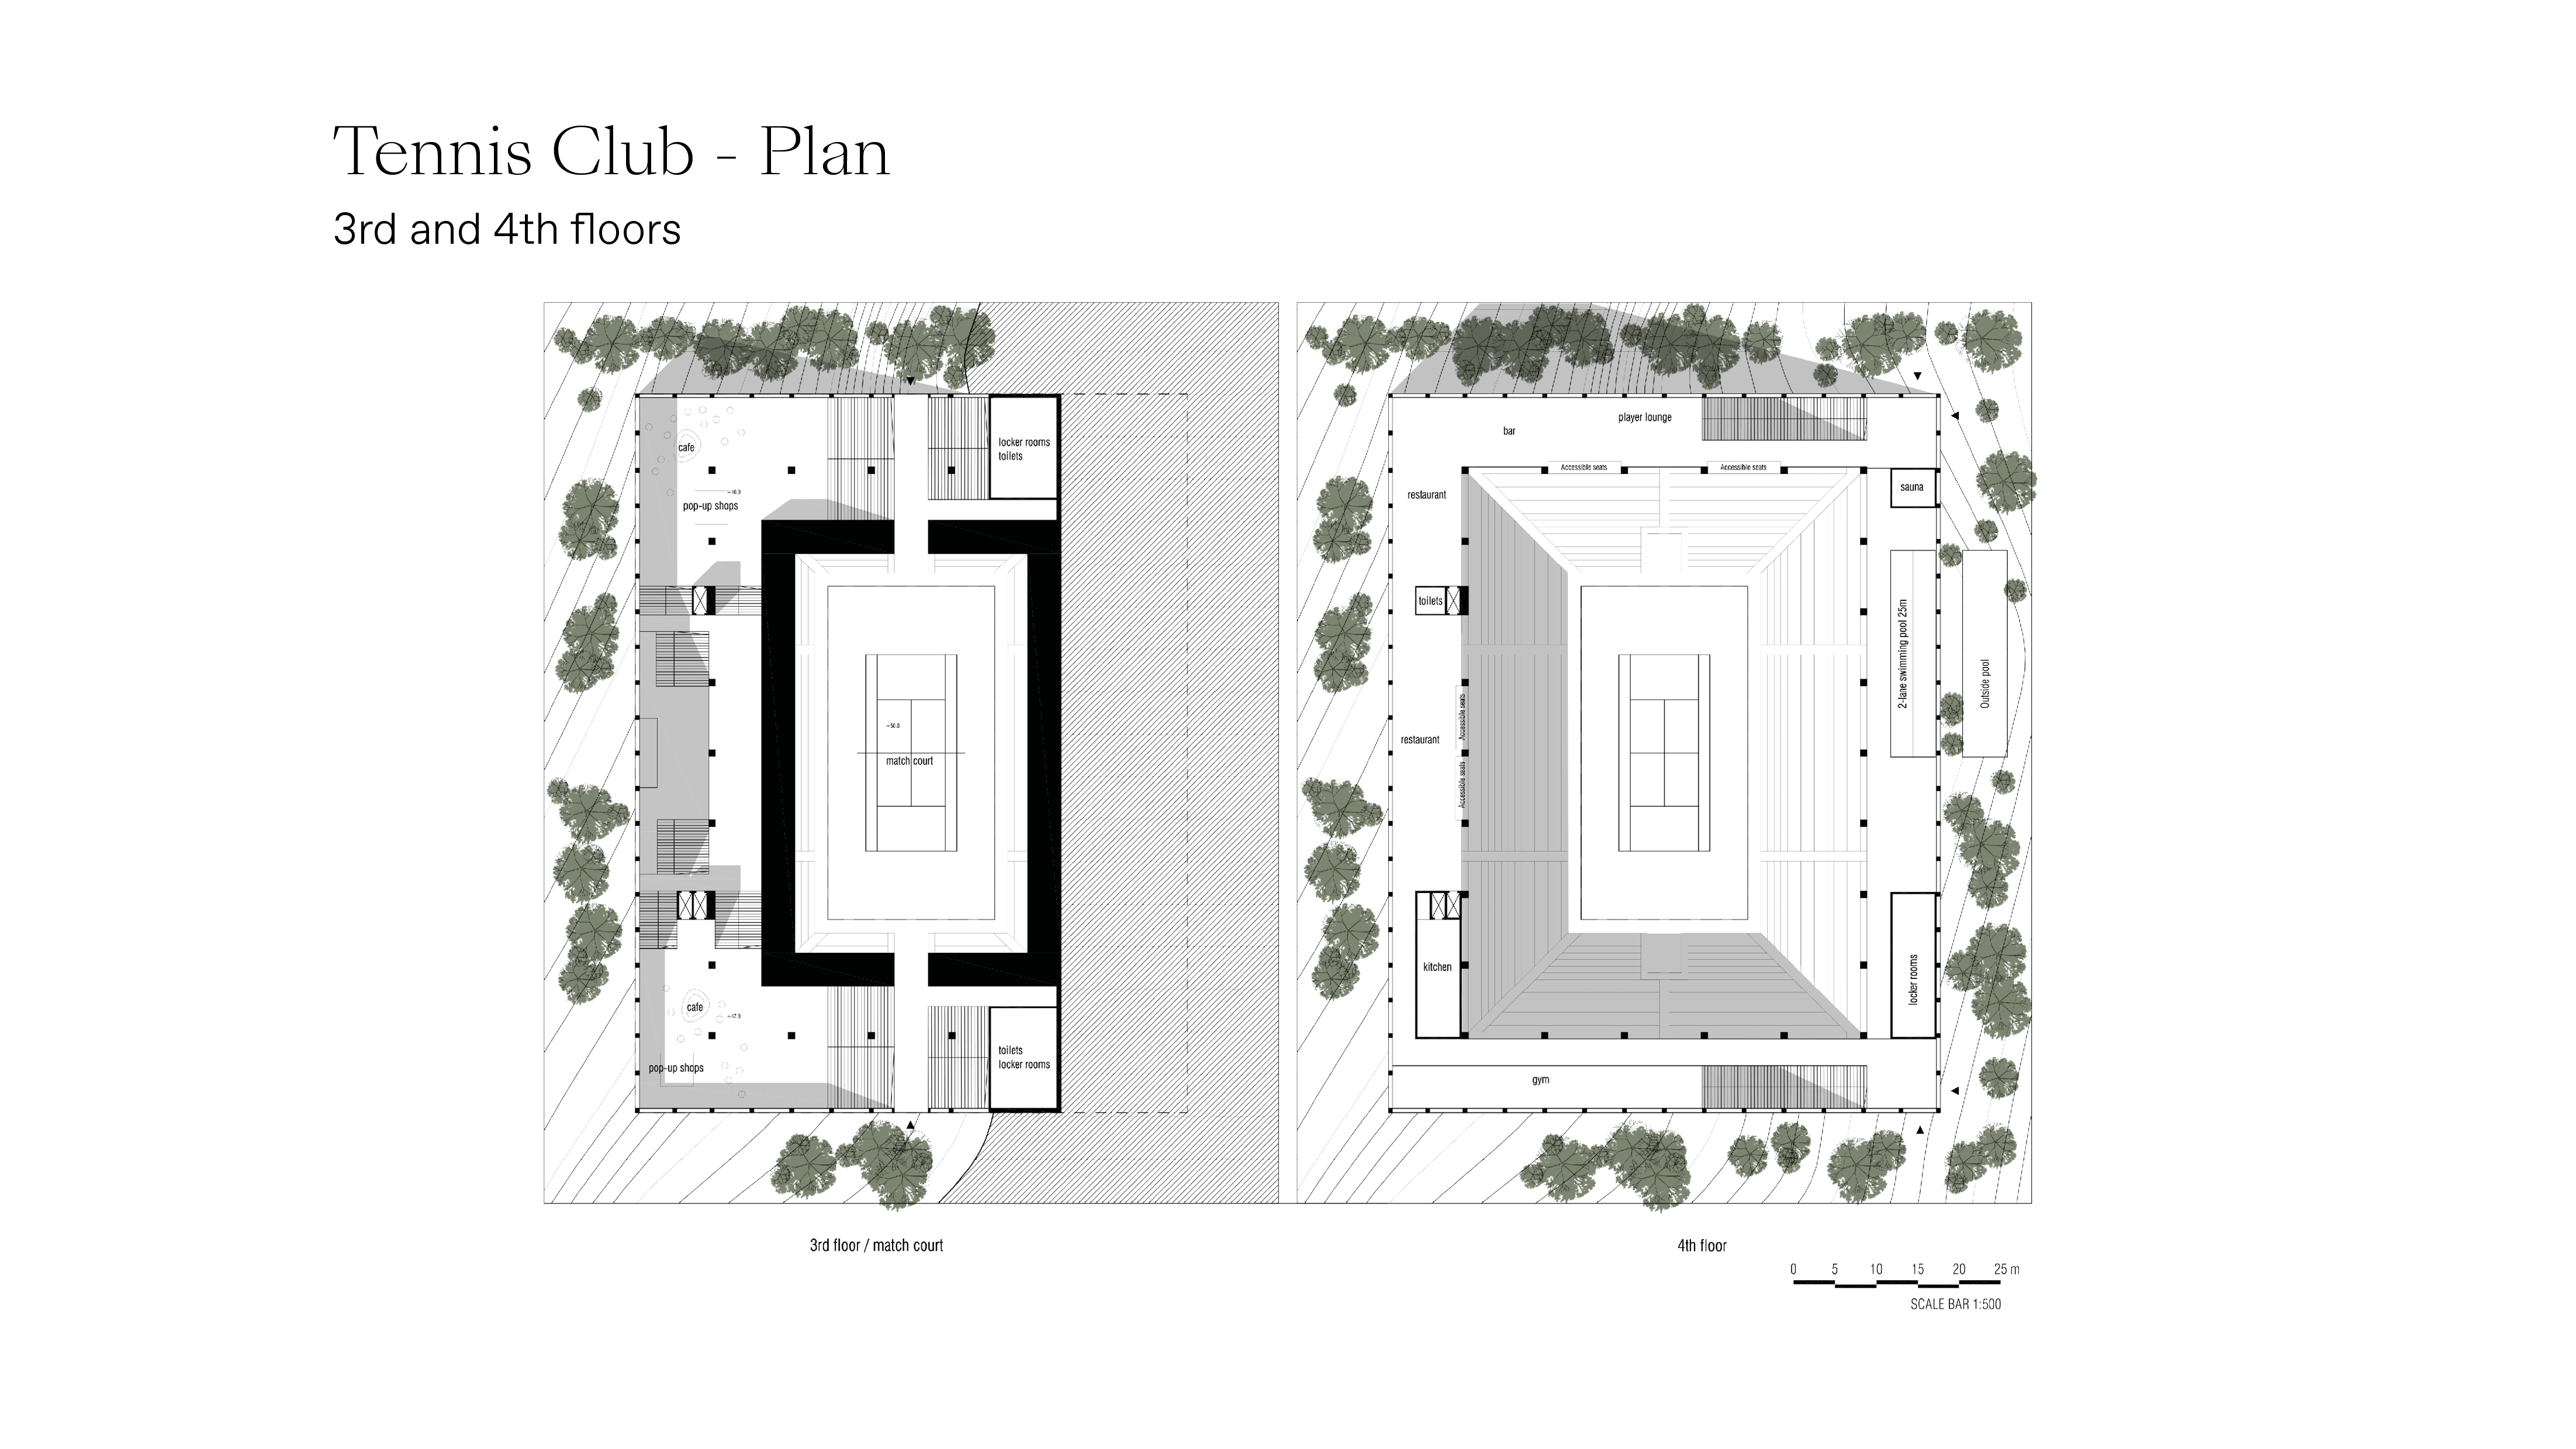 Tennis Club - Plan
3rd and 4th floors
cafe
pop-up shops
locker rooms
toilets
match court
cafe
pop-up shops
toilets
locker rooms
3rd floor / match court
bar
player lounge
Accessible seats
Accessible seats
restaurant
sauna
toilets
2-lane swimming pool 25m
Outside pool
Accessible seats
restaurant
Accessible seats
kitchen
locker rooms
gym
4th floor
0 5 10 15 20 25 m
SCALE BAR 1:500